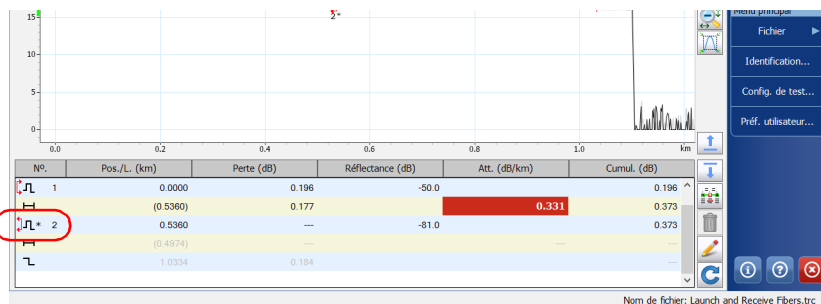 Menu principal
15
2*
Fichier
10
Identification...
5
Config. de test...
0
Préf. utilisateur...
0.0 0.2 0.4 0.6 0.8 1.0 km
Nº. Pos./L. (km) Perte (dB) Réflectance (dB) Att. (dB/km) Cumul. (dB)
1 0.0000 0.196 -50.0 0.196
(0.5360) 0.177 0.331 0.373
* 2 0.5360 --- -81.0 0.373
(0.4974) --- --- ---
1.0334 0.184 ---
Nom de fichier: Launch and Receive Fibers.trc